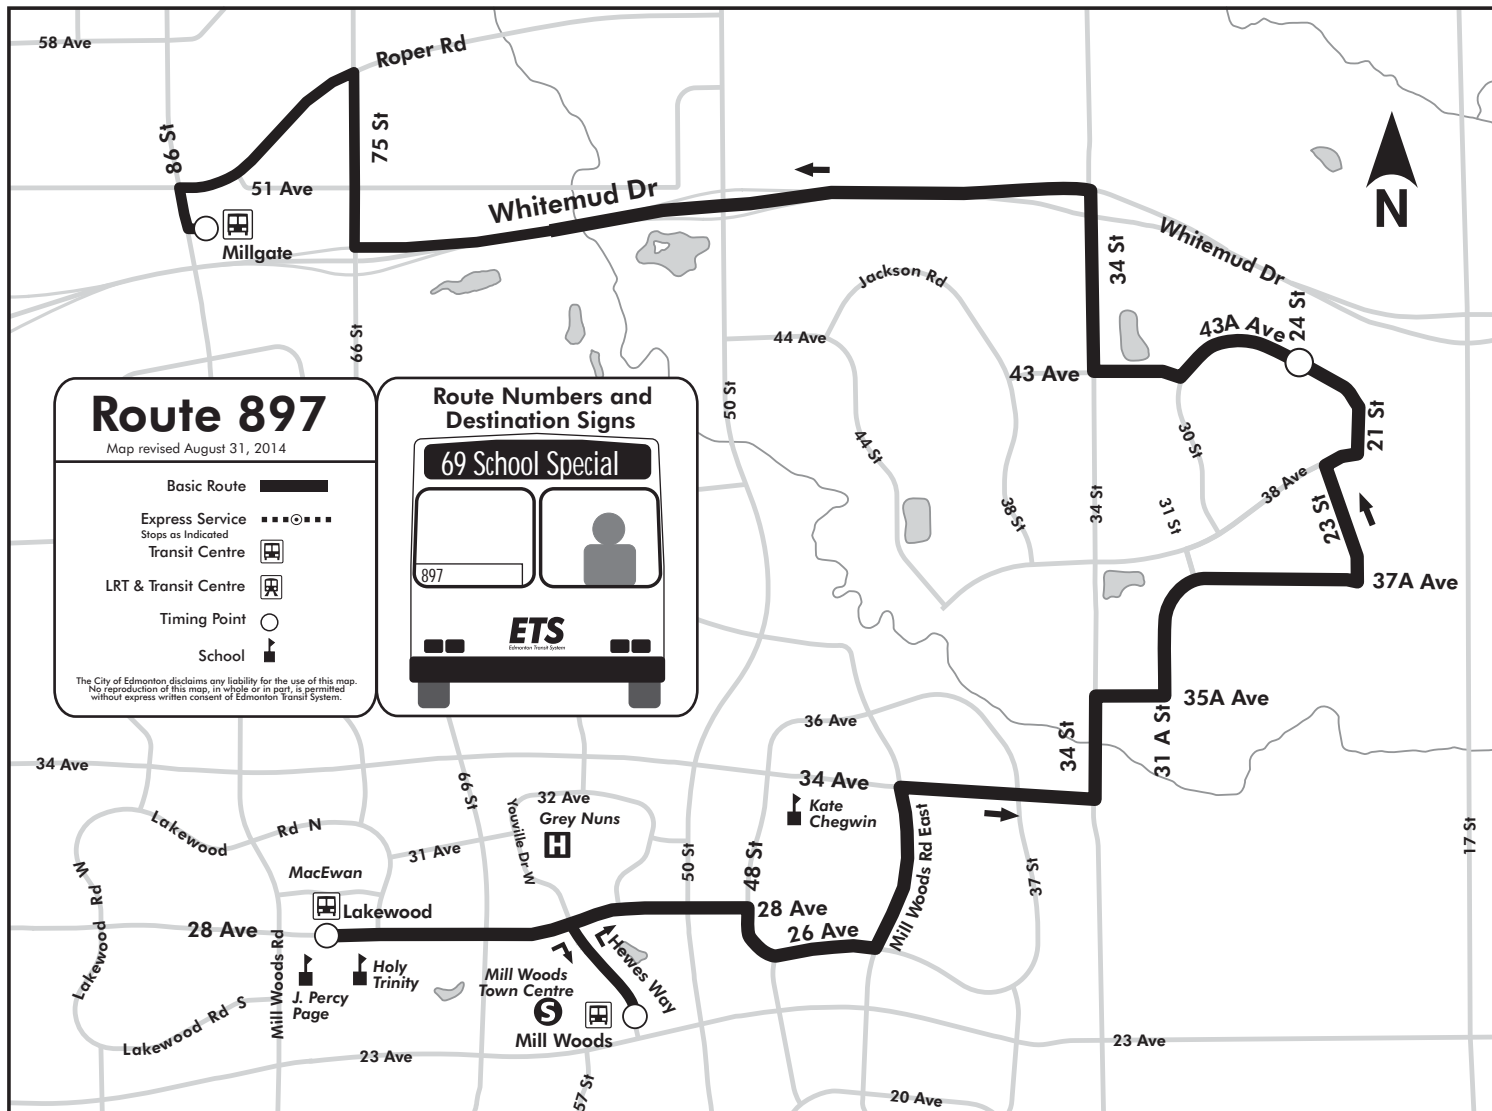 58 Ave
Roper Rd
86 St
75 St
51 Ave
Whitemud Dr
Millgate
66 St
N
34 St
Whitemud Dr
24 St
43A Ave
Jackson Rd
44 Ave
43 Ave
50 St
44 St
38 St
34 St
30 St
31 St
38 Ave
21 St
23 St
37A Ave
35A Ave
31 A St
34 St
Route 897
Map revised August 31, 2014
Basic Route
Express Service
Stops as Indicated
Transit Centre
LRT & Transit Centre
Timing Point
School
The City of Edmonton disclaims any liability for the use of this map.
No reproduction of this map, in whole or in part, is permitted
without express written consent of Edmonton Transit System.
Route Numbers and
Destination Signs
69 School Special
897
ETS
Edmonton Transit System
36 Ave
34 Ave
34 Ave
66 St
32 Ave
Grey Nuns
H
Youville Dr W
Kate
Chegwin
Mill Woods Rd East
37 St
17 St
Lakewood
Rd N
31 Ave
50 St
48 St
MacEwan
Lakewood
28 Ave
28 Ave
26 Ave
Lakewood Rd W
Mill Woods Rd
Holy
Trinity
J. Percy
Page
Lakewood Rd S
Mill Woods
Town Centre
S
Hewes Way
Mill Woods
23 Ave
23 Ave
57 St
20 Ave